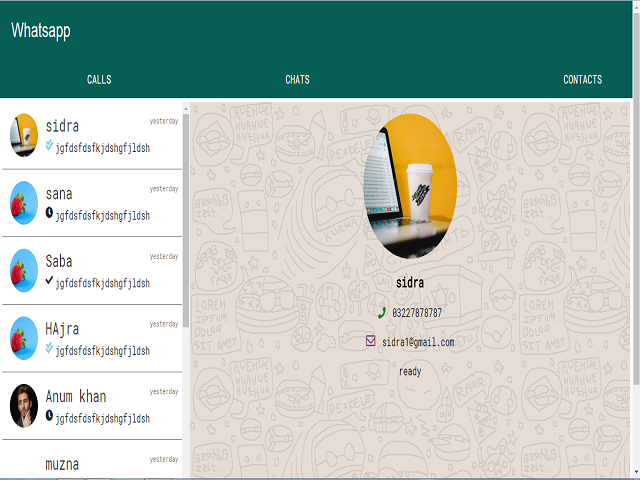 Whatsapp
CALLS CHATS CONTACTS
sidra yesterday
jgfdsfdsfkjdshgfjldsh
sana yesterday
jgfdsfdsfkjdshgfjldsh
Saba yesterday
jgfdsfdsfkjdshgfjldsh
HAjra yesterday
jgfdsfdsfkjdshgfjldsh
Anum khan yesterday
jgfdsfdsfkjdshgfjldsh
muzna yesterday
sidra
03227878787
sidra1@gmail.com
ready